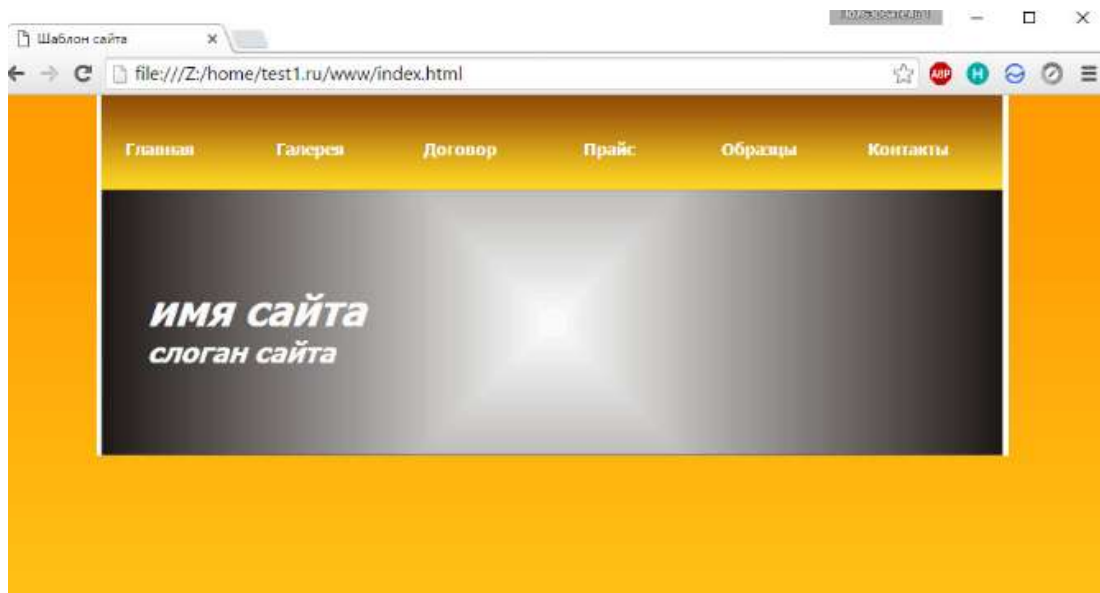 Шаблон сайта
file:///Z:/home/test1.ru/www/index.html
ABP
H
Главная Галерея Договор Прайс Образцы Контакты
имя сайта
слоган сайта